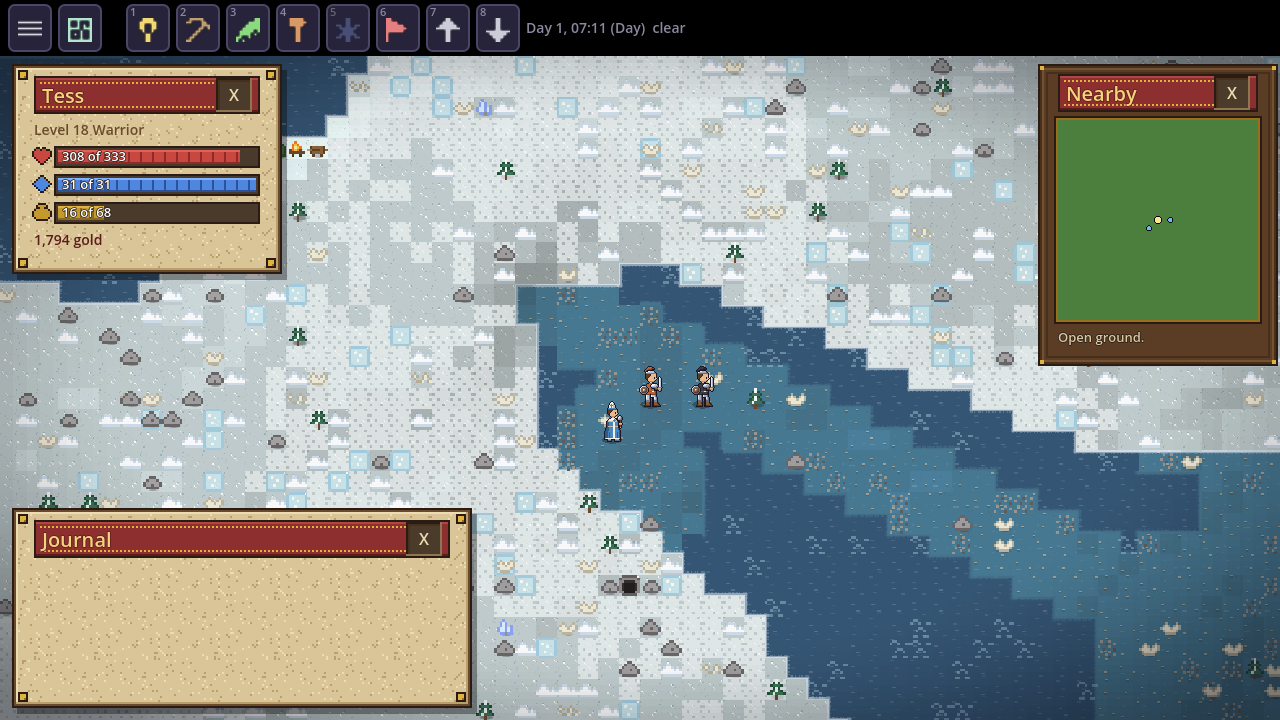 1
2
3
4
5
6
7
8
Day 1, 07:11 (Day) clear
Tess
X
Level 18 Warrior
308 of 333
31 of 31
16 of 68
1,794 gold
Nearby
X
Open ground.
Journal
X